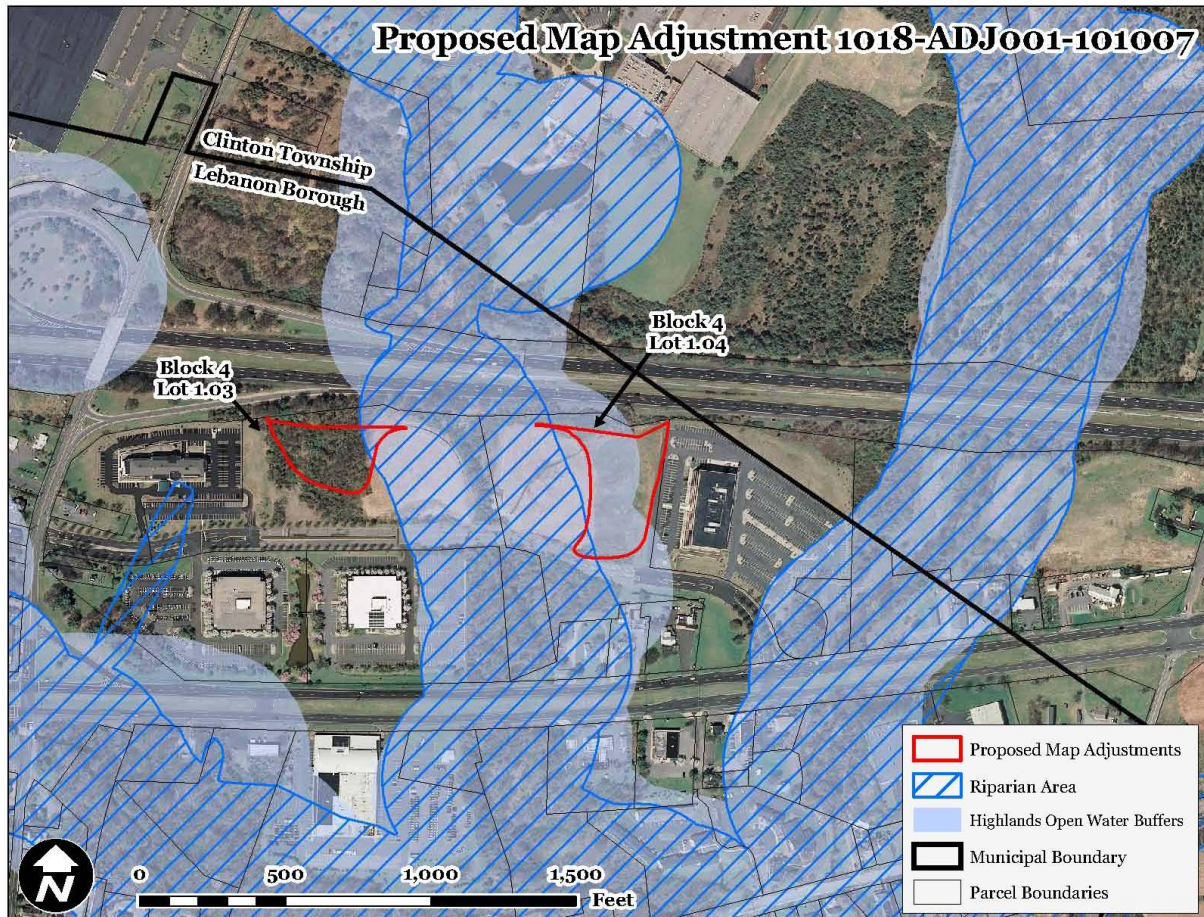 Proposed Map Adjustment 1018-ADJ001-101007
Clinton Township
Lebanon Borough
Block 4
Lot 1.04
Block 4
Lot 1.03
Proposed Map Adjustments
Riparian Area
Highlands Open Water Buffers
Municipal Boundary
Parcel Boundaries
N
0 500 1,000 1,500
Feet